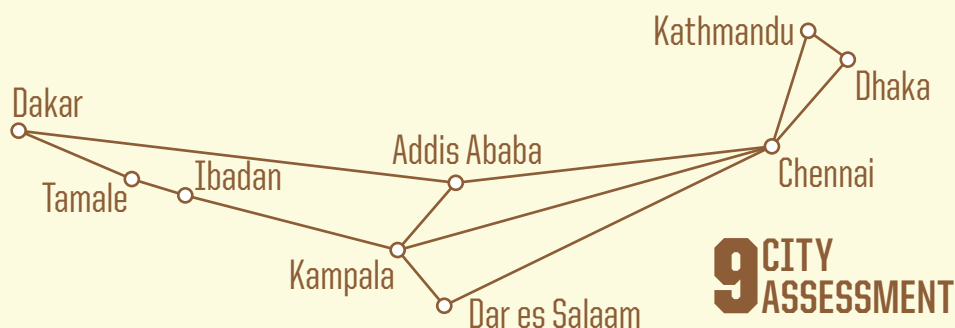 Kathmandu
Dhaka
Dakar
Addis Ababa
Chennai
Tamale
Ibadan
Kampala
Dar es Salaam
9 CITY
ASSESSMENT